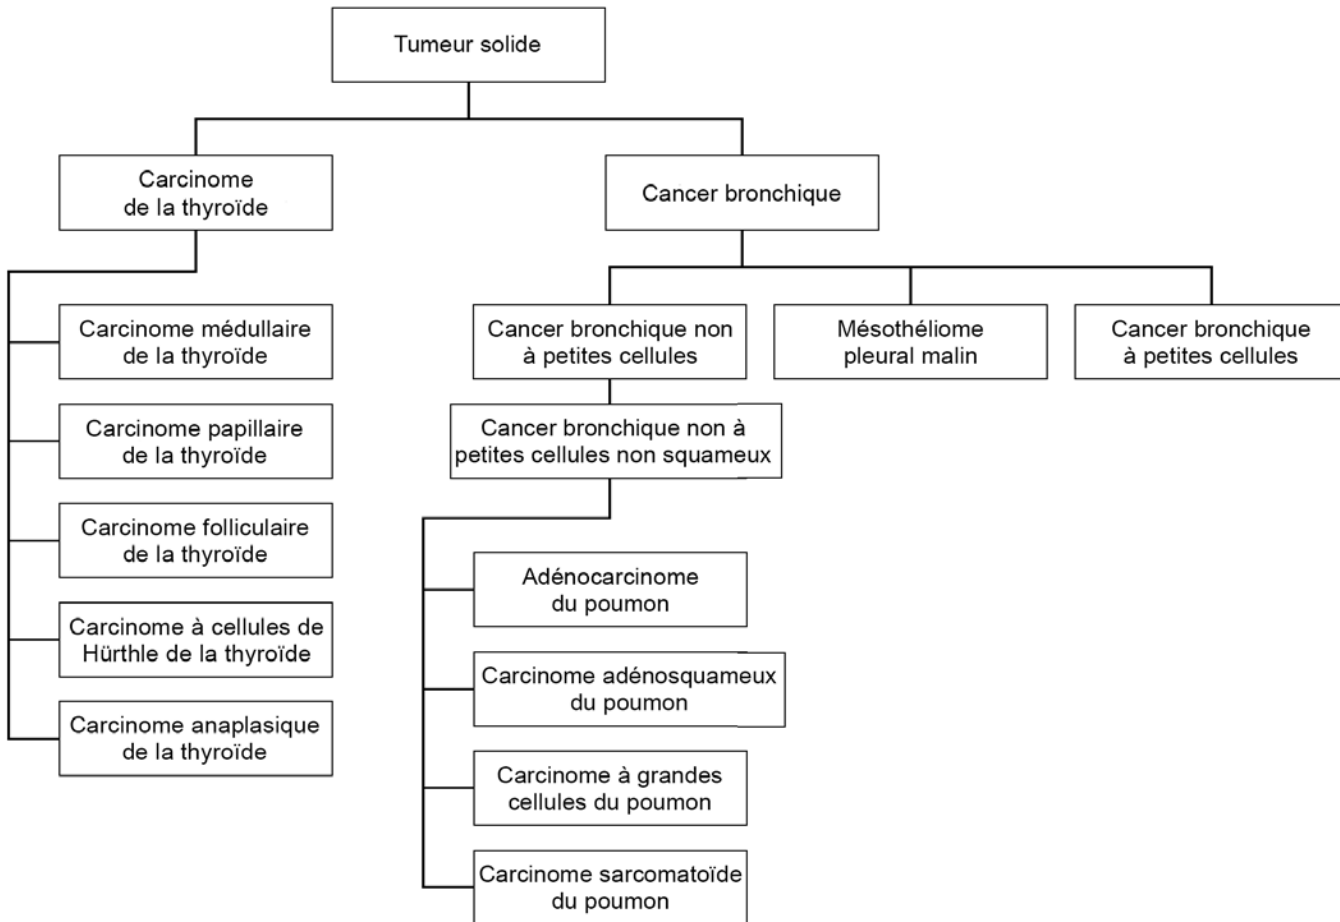 Tumeur solide
Carcinome
de la thyroïde
Cancer bronchique
Carcinome médullaire
de la thyroïde
Carcinome papillaire
de la thyroïde
Carcinome folliculaire
de la thyroïde
Carcinome à cellules de
Hürthle de la thyroïde
Carcinome anaplasique
de la thyroïde
Cancer bronchique non
à petites cellules
Mésothéliome
pleural malin
Cancer bronchique
à petites cellules
Cancer bronchique non à
petites cellules non squameux
Adénocarcinome
du poumon
Carcinome adénosquameux
du poumon
Carcinome à grandes
cellules du poumon
Carcinome sarcomatoïde
du poumon